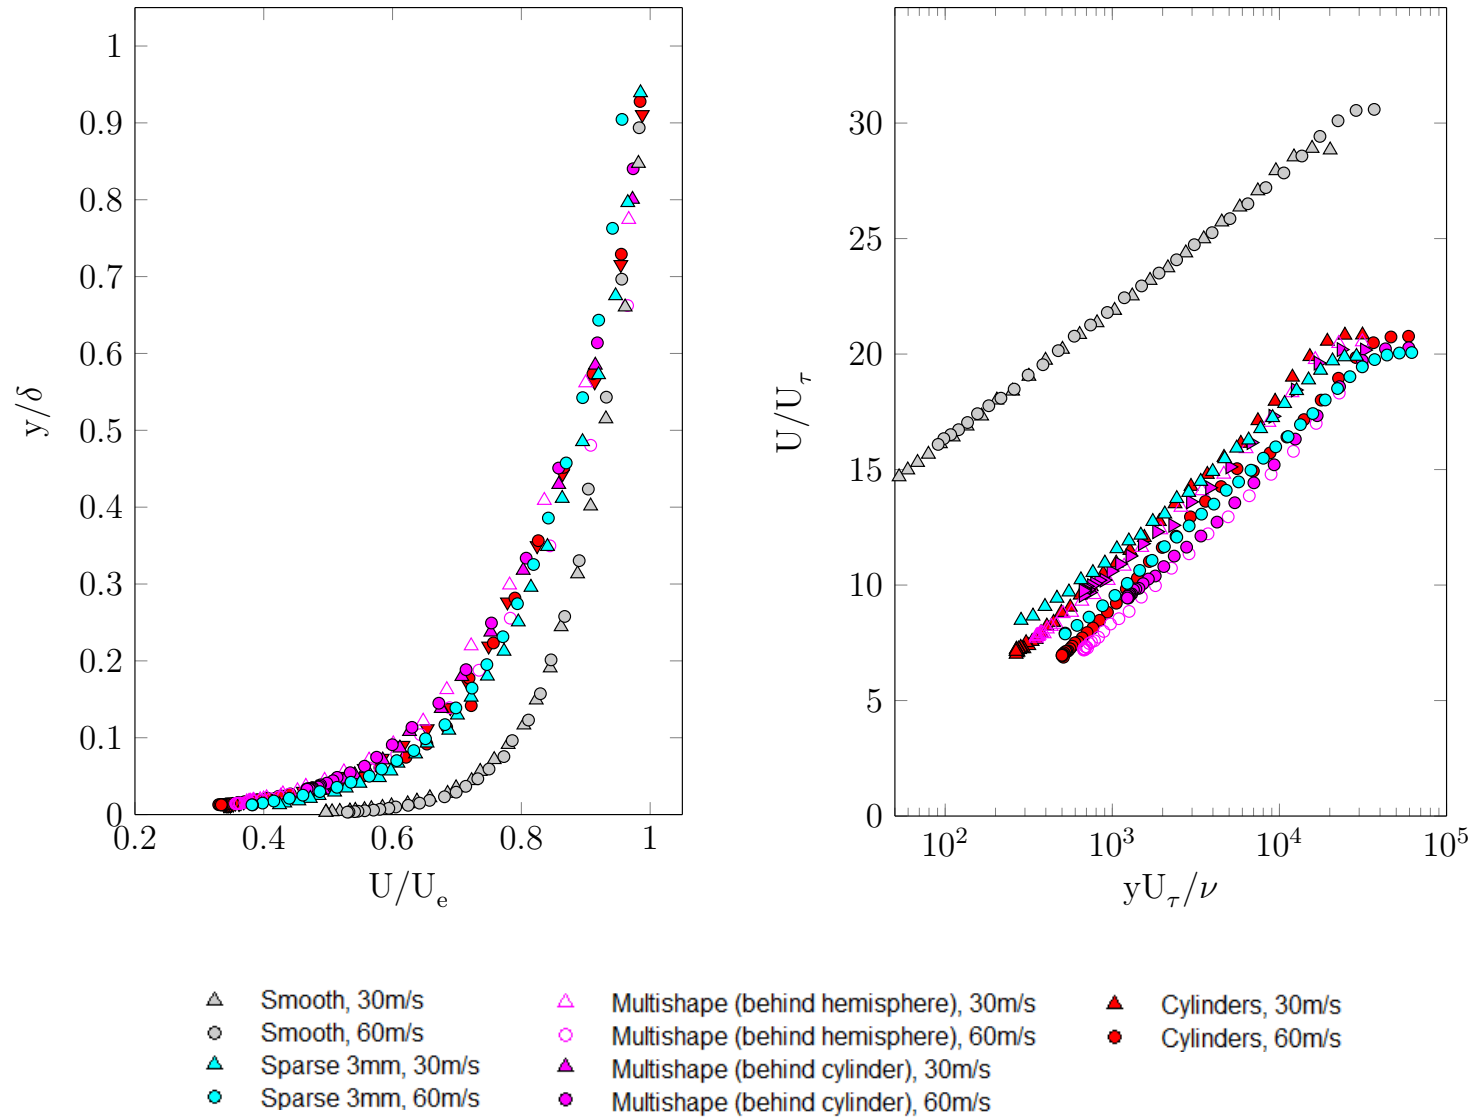 1
0.9
0.8
0.7
0.6
0.5
0.4
0.3
0.2
0.1
0
y/δ
0.2
0.4
0.6
0.8
1
U/Uₑ
30
25
20
15
10
5
0
U/U_τ
10²
10³
10⁴
10⁵
yU_τ/ν
Smooth, 30m/s
Smooth, 60m/s
Sparse 3mm, 30m/s
Sparse 3mm, 60m/s
Multishape (behind hemisphere), 30m/s
Multishape (behind hemisphere), 60m/s
Multishape (behind cylinder), 30m/s
Multishape (behind cylinder), 60m/s
Cylinders, 30m/s
Cylinders, 60m/s